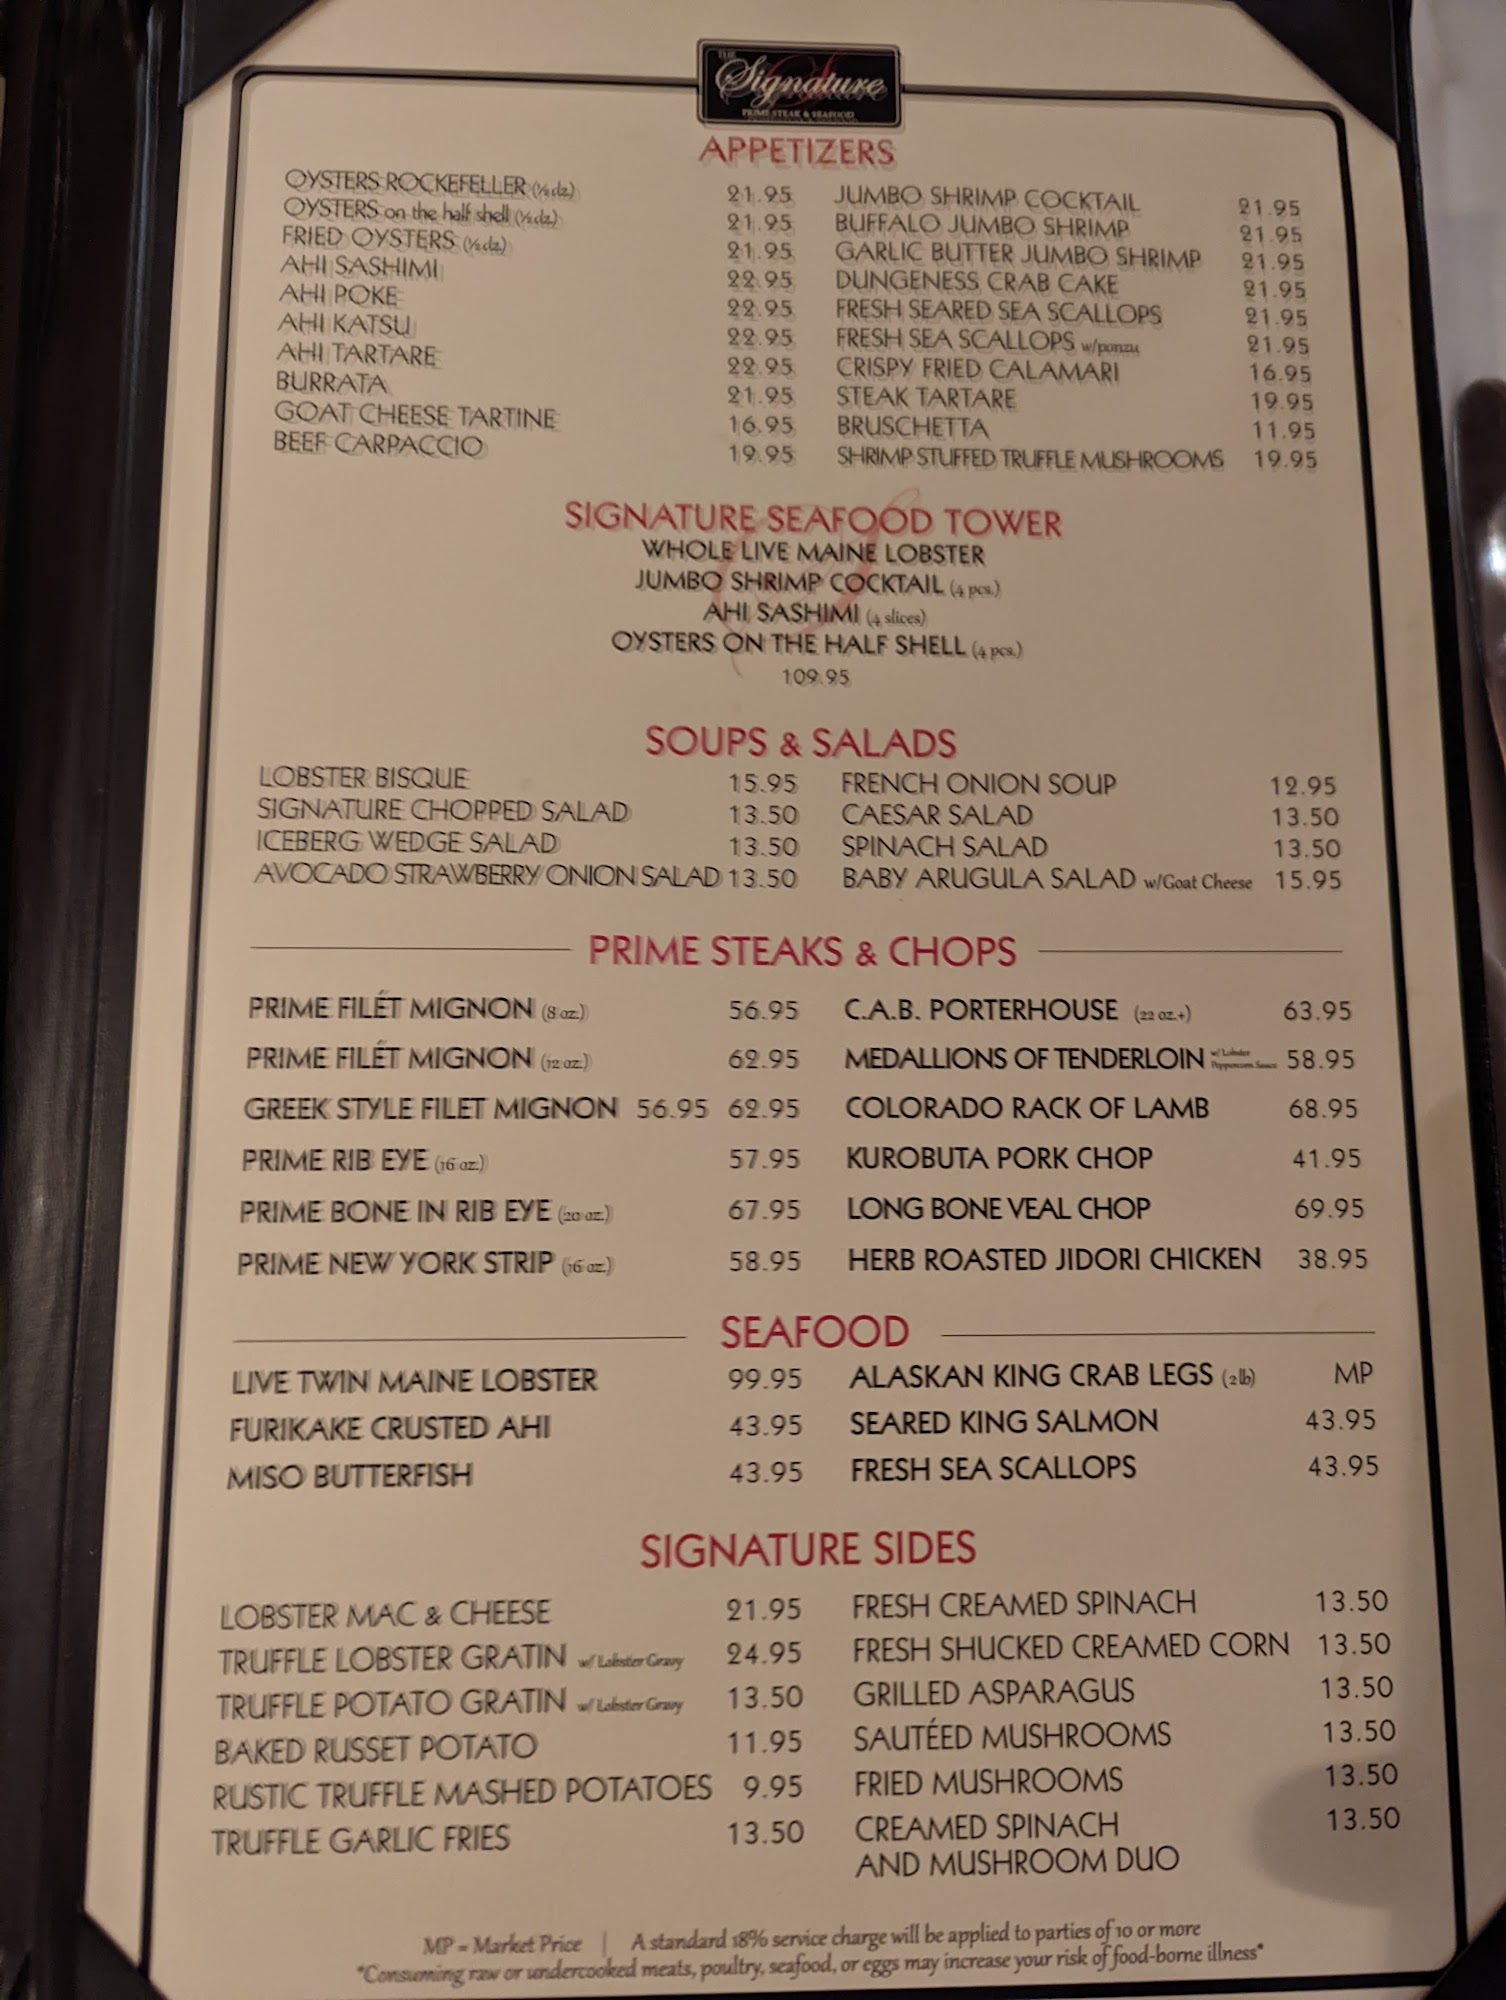 THE
Signature
PRIME STEAK & SEAFOOD
APPETIZERS
OYSTERS ROCKEFELLER (½ dz) 21.95
OYSTERS on the half shell (½ dz) 21.95
FRIED OYSTERS (½ dz) 21.95
AHI SASHIMI 22.95
AHI POKE 22.95
AHI KATSU 22.95
AHI TARTARE 22.95
BURRATA 21.95
GOAT CHEESE TARTINE 16.95
BEEF CARPACCIO 19.95
JUMBO SHRIMP COCKTAIL 21.95
BUFFALO JUMBO SHRIMP 21.95
GARLIC BUTTER JUMBO SHRIMP 21.95
DUNGENESS CRAB CAKE 21.95
FRESH SEARED SEA SCALLOPS 21.95
FRESH SEA SCALLOPS w/ponzu 21.95
CRISPY FRIED CALAMARI 16.95
STEAK TARTARE 19.95
BRUSCHETTA 11.95
SHRIMP STUFFED TRUFFLE MUSHROOMS 19.95
SIGNATURE SEAFOOD TOWER
WHOLE LIVE MAINE LOBSTER
JUMBO SHRIMP COCKTAIL (4 pcs.)
AHI SASHIMI (4 slices)
OYSTERS ON THE HALF SHELL (4 pcs.)
109.95
SOUPS & SALADS
LOBSTER BISQUE 15.95
SIGNATURE CHOPPED SALAD 13.50
ICEBERG WEDGE SALAD 13.50
AVOCADO STRAWBERRY ONION SALAD 13.50
FRENCH ONION SOUP 12.95
CAESAR SALAD 13.50
SPINACH SALAD 13.50
BABY ARUGULA SALAD w/Goat Cheese 15.95
PRIME STEAKS & CHOPS
PRIME FILÉT MIGNON (8 oz.) 56.95
PRIME FILÉT MIGNON (12 oz.) 62.95
GREEK STYLE FILET MIGNON 56.95 62.95
PRIME RIB EYE (16 oz.) 57.95
PRIME BONE IN RIB EYE (20 oz.) 67.95
PRIME NEW YORK STRIP (16 oz.) 58.95
C.A.B. PORTERHOUSE (22 oz.+) 63.95
MEDALLIONS OF TENDERLOIN w/ Lobster Peppercorn Sauce 58.95
COLORADO RACK OF LAMB 68.95
KUROBUTA PORK CHOP 41.95
LONG BONE VEAL CHOP 69.95
HERB ROASTED JIDORI CHICKEN 38.95
SEAFOOD
LIVE TWIN MAINE LOBSTER 99.95
FURIKAKE CRUSTED AHI 43.95
MISO BUTTERFISH 43.95
ALASKAN KING CRAB LEGS (2 lb) MP
SEARED KING SALMON 43.95
FRESH SEA SCALLOPS 43.95
SIGNATURE SIDES
LOBSTER MAC & CHEESE 21.95
TRUFFLE LOBSTER GRATIN w/ Lobster Gravy 24.95
TRUFFLE POTATO GRATIN w/ Lobster Gravy 13.50
BAKED RUSSET POTATO 11.95
RUSTIC TRUFFLE MASHED POTATOES 9.95
TRUFFLE GARLIC FRIES 13.50
FRESH CREAMED SPINACH 13.50
FRESH SHUCKED CREAMED CORN 13.50
GRILLED ASPARAGUS 13.50
SAUTÉED MUSHROOMS 13.50
FRIED MUSHROOMS 13.50
CREAMED SPINACH 13.50
AND MUSHROOM DUO
MP = Market Price | A standard 18% service charge will be applied to parties of 10 or more
*Consuming raw or undercooked meats, poultry, seafood, or eggs may increase your risk of food-borne illness*